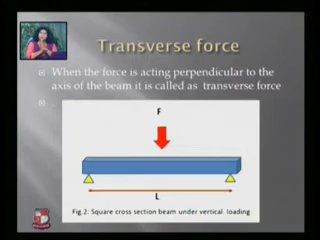 Transverse force
When the force is acting perpendicular to the
axis of the beam it is called as transverse force
.
F
L
Fig.2: Square cross section beam under vertical loading